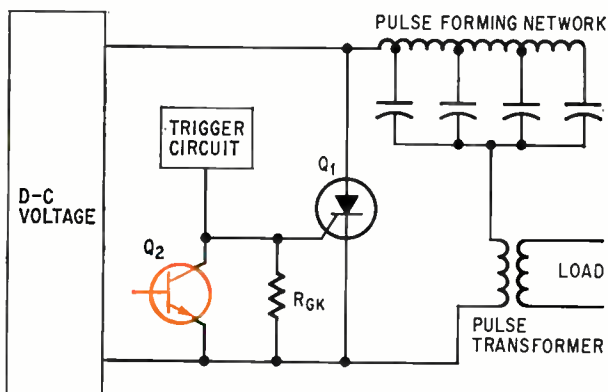 PULSE FORMING NETWORK
TRIGGER
CIRCUIT
Q1
D-C
VOLTAGE
Q2
RGK
LOAD
PULSE
TRANSFORMER